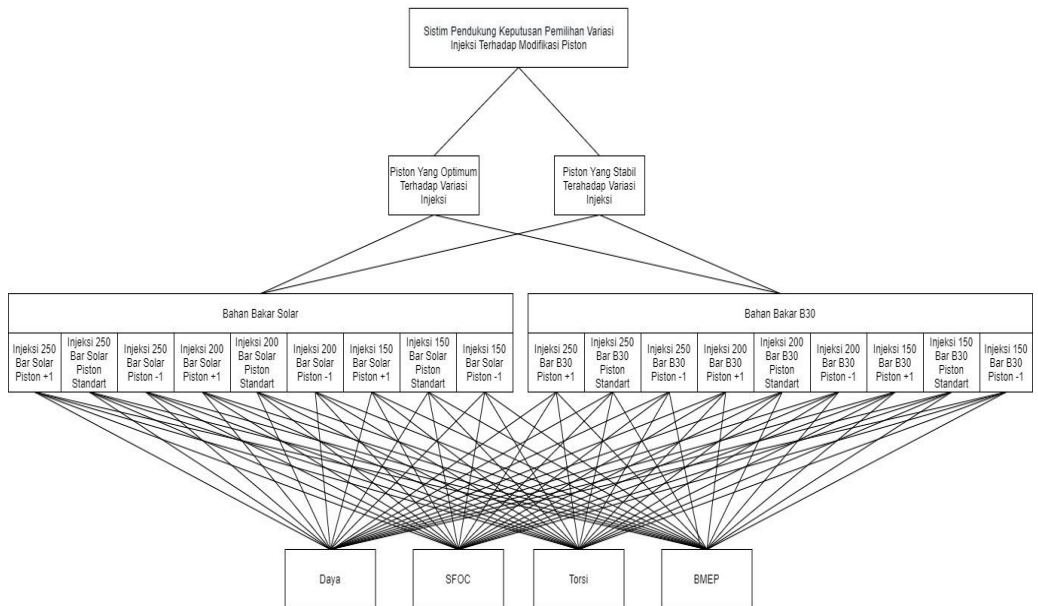 Sistim Pendukung Keputusan Pemilihan Variasi
Injeksi Terhadap Modifikasi Piston
Piston Yang Optimum
Terhadap Variasi
Injeksi
Piston Yang Stabil
Terahadap Variasi
Injeksi
Bahan Bakar Solar
Injeksi 250
Bar Solar
Piston +1
Injeksi 250
Bar Solar
Piston
Standart
Injeksi 250
Bar Solar
Piston -1
Injeksi 200
Bar Solar
Piston +1
Injeksi 200
Bar Solar
Piston
Standart
Injeksi 200
Bar Solar
Piston -1
Injeksi 150
Bar Solar
Piston +1
Injeksi 150
Bar Solar
Piston
Standart
Injeksi 150
Bar Solar
Piston -1
Bahan Bakar B30
Injeksi 250
Bar B30
Piston +1
Injeksi 250
Bar B30
Piston
Standart
Injeksi 250
Bar B30
Piston -1
Injeksi 200
Bar B30
Piston +1
Injeksi 200
Bar B30
Piston
Standart
Injeksi 200
Bar B30
Piston -1
Injeksi 150
Bar B30
Piston +1
Injeksi 150
Bar B30
Piston
Standart
Injeksi 150
Bar B30
Piston -1
Daya
SFOC
Torsi
BMEP